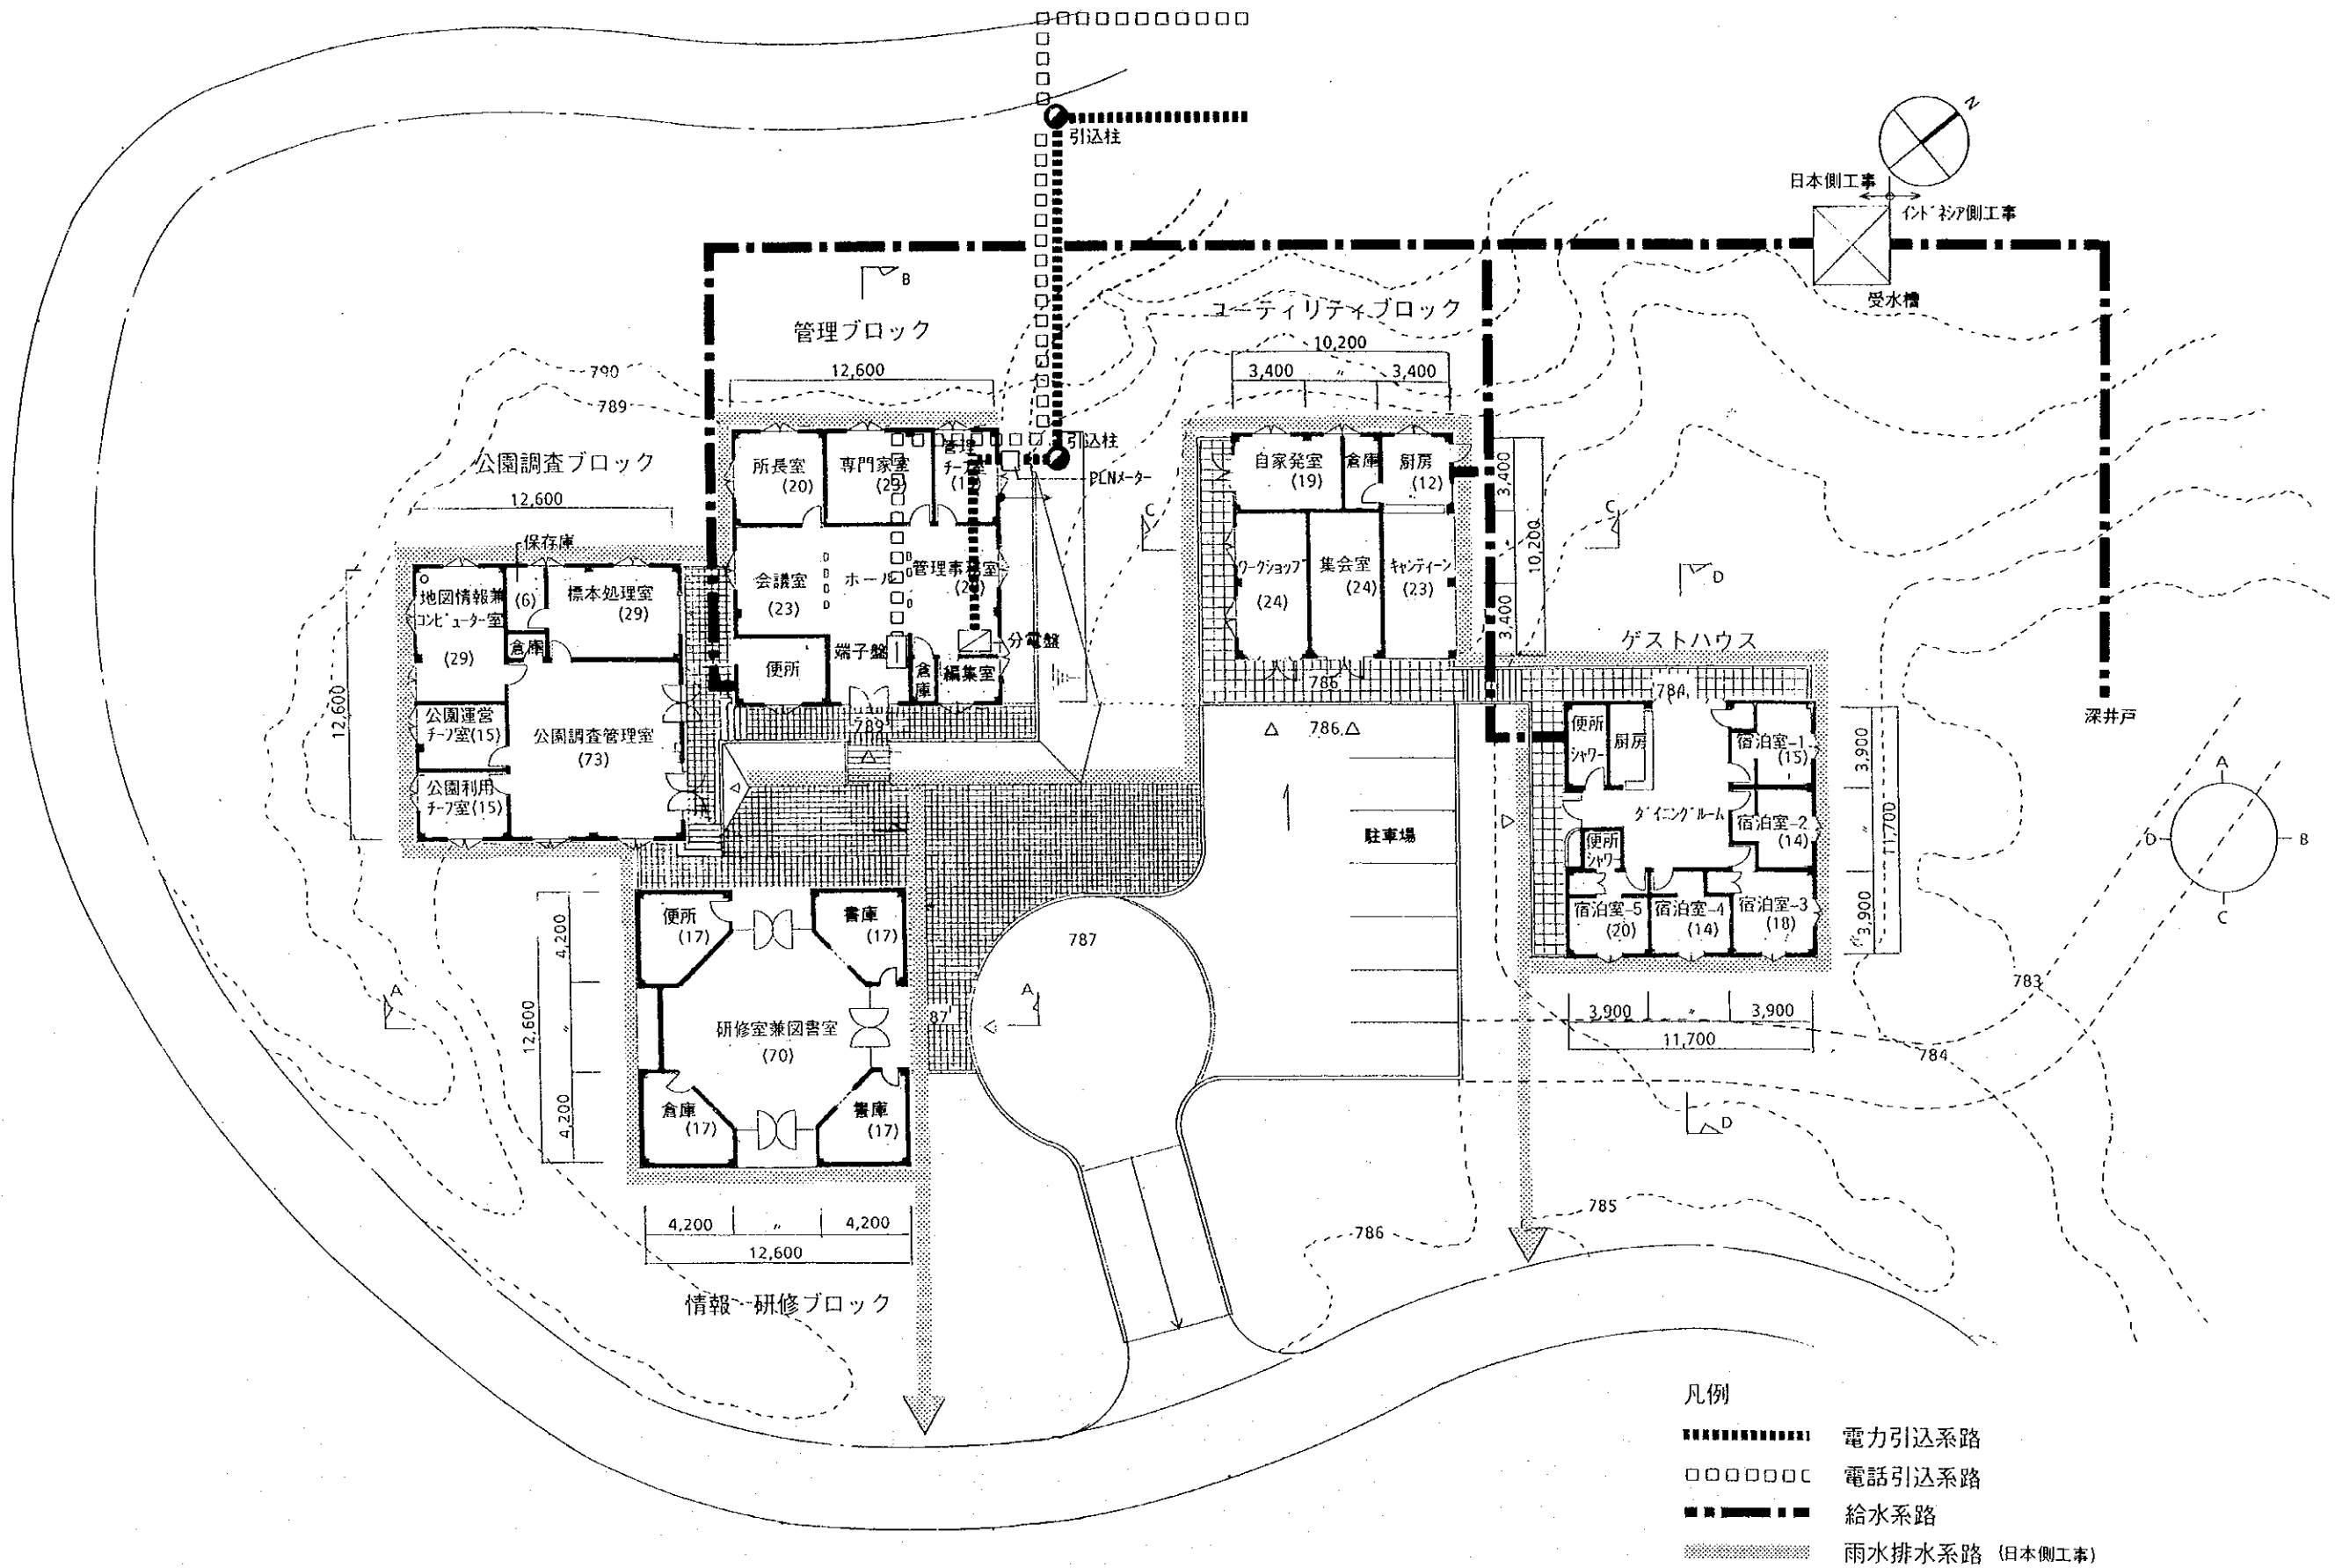 引込柱
N
日本側工事
インドネシア側工事
受水槽
B
管理ブロック
ユーティリティブロック
10,200
3,400 〃 3,400
12,600
790
789
公園調査ブロック
12,600
引込柱
PLNメーター
所長室
(20)
専門家室
管理
チーフ室
自家発室
(19)
倉庫
厨房
(12)
3,400
10,200
3,400
C
C
D
保存庫
(6)
地図情報兼
コンピューター室
(29)
標本処理室
(29)
倉庫
会議室
(23)
ホール
管理事務室
端子盤
分電盤
便所
倉庫
編集室
ワークショップ
(24)
集会室
(24)
キャンティーン
(23)
ゲストハウス
12,600
公園運営
チーフ室(15)
公園調査管理室
(73)
公園利用
チーフ室(15)
789
786
786
784
深井戸
便所
シャワー
厨房
宿泊室-1
(15)
ダイニングルーム
宿泊室-2
(14)
便所
シャワー
宿泊室-5
(20)
宿泊室-4
(14)
宿泊室-3
(18)
3,900
〃
11,700
3,900
A
D B
C
駐車場
便所
(17)
書庫
(17)
4,200
12,600
〃
4,200
A
A
787
87
研修室兼図書室
(70)
倉庫
(17)
書庫
(17)
3,900 〃 3,900
11,700
783
784
D
785
786
4,200 〃 4,200
12,600
情報・研修ブロック
凡例
電力引込系路
電話引込系路
給水系路
雨水排水系路 (日本側工事)